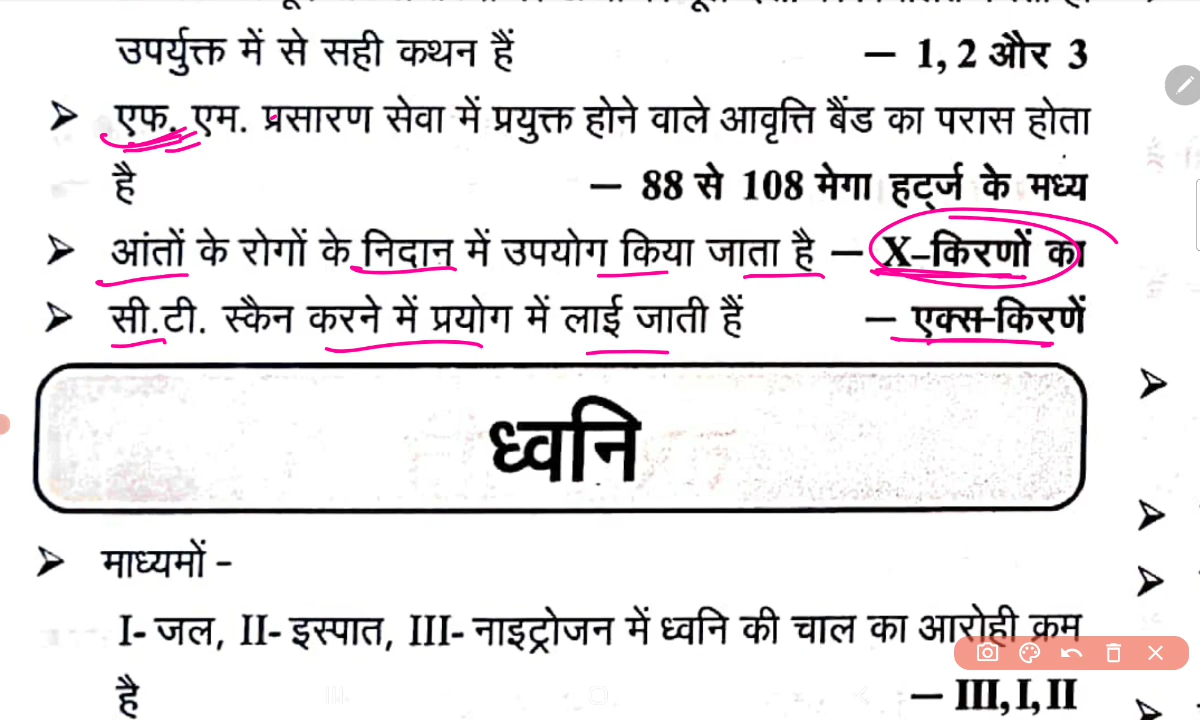 उपर्युक्त में से सही कथन हैं — 1, 2 और 3
➤ एफ. एम. प्रसारण सेवा में प्रयुक्त होने वाले आवृत्ति बैंड का परास होता
है — 88 से 108 मेगा हर्ट्ज के मध्य
➤ आंतों के रोगों के निदान में उपयोग किया जाता है — X–किरणों का
➤ सी.टी. स्कैन करने में प्रयोग में लाई जाती हैं — एक्स-किरणें
ध्वनि
➤ माध्यमों -
I- जल, II- इस्पात, III- नाइट्रोजन में ध्वनि की चाल का आरोही क्रम
है — III, I, II